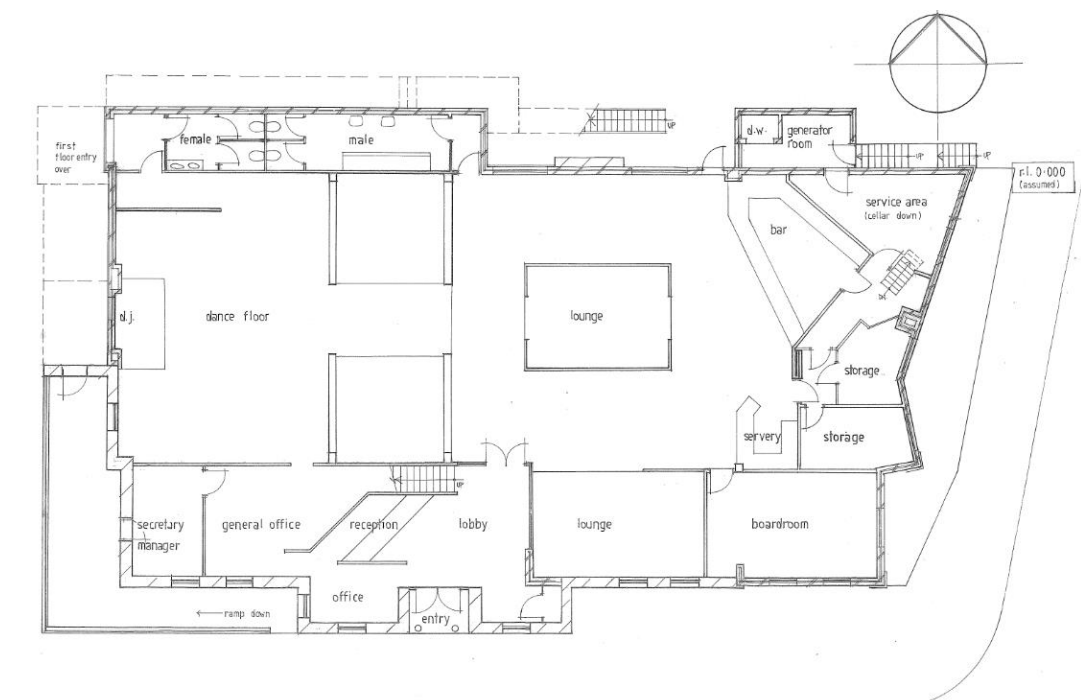 first
floor entry
over
female
male
d.w.
generator
room
UP
UP
UP
r.l. 0·000
(assumed)
service area
(cellar down)
bar
d.j.
dance floor
lounge
storage
servery
storage
UP
secretary
manager
general office
reception
lobby
lounge
boardroom
office
ramp down
entry